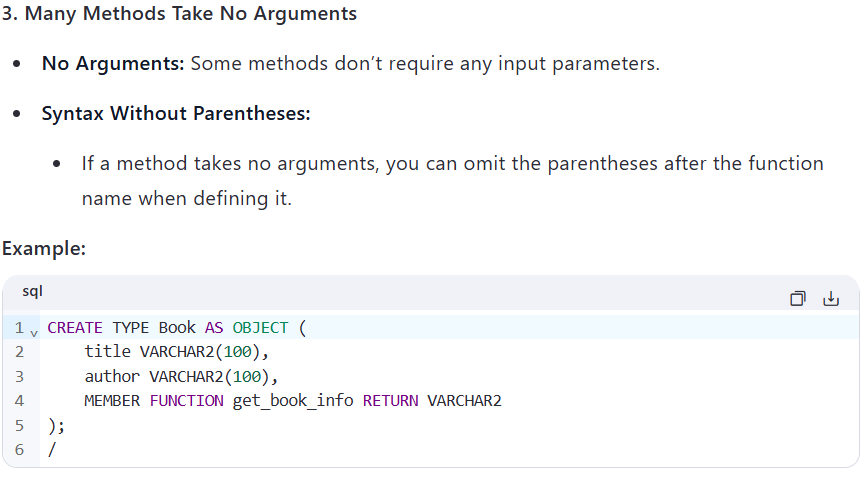 3. Many Methods Take No Arguments
• No Arguments: Some methods don’t require any input parameters.
• Syntax Without Parentheses:
• If a method takes no arguments, you can omit the parentheses after the function
name when defining it.
Example:
sql
1 CREATE TYPE Book AS OBJECT (
2     title VARCHAR2(100),
3     author VARCHAR2(100),
4     MEMBER FUNCTION get_book_info RETURN VARCHAR2
5 );
6 /